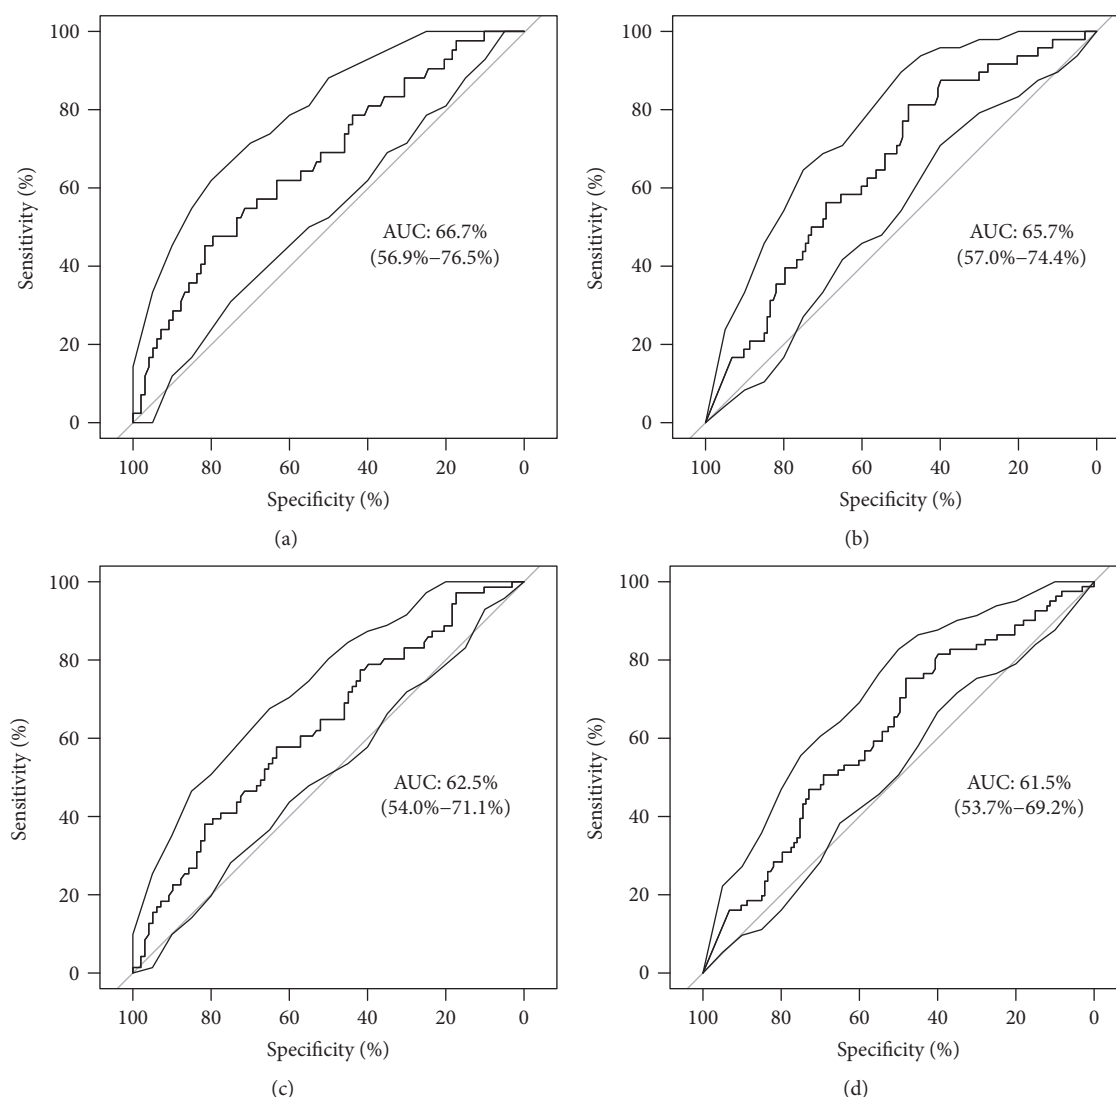 100
80
60
40
20
0
Sensitivity (%)
AUC: 66.7%
(56.9%−76.5%)
100 80 60 40 20 0
Specificity (%)
(a)
100
80
60
40
20
0
Sensitivity (%)
AUC: 65.7%
(57.0%−74.4%)
100 80 60 40 20 0
Specificity (%)
(b)
100
80
60
40
20
0
Sensitivity (%)
AUC: 62.5%
(54.0%−71.1%)
100 80 60 40 20 0
Specificity (%)
(c)
100
80
60
40
20
0
Sensitivity (%)
AUC: 61.5%
(53.7%−69.2%)
100 80 60 40 20 0
Specificity (%)
(d)